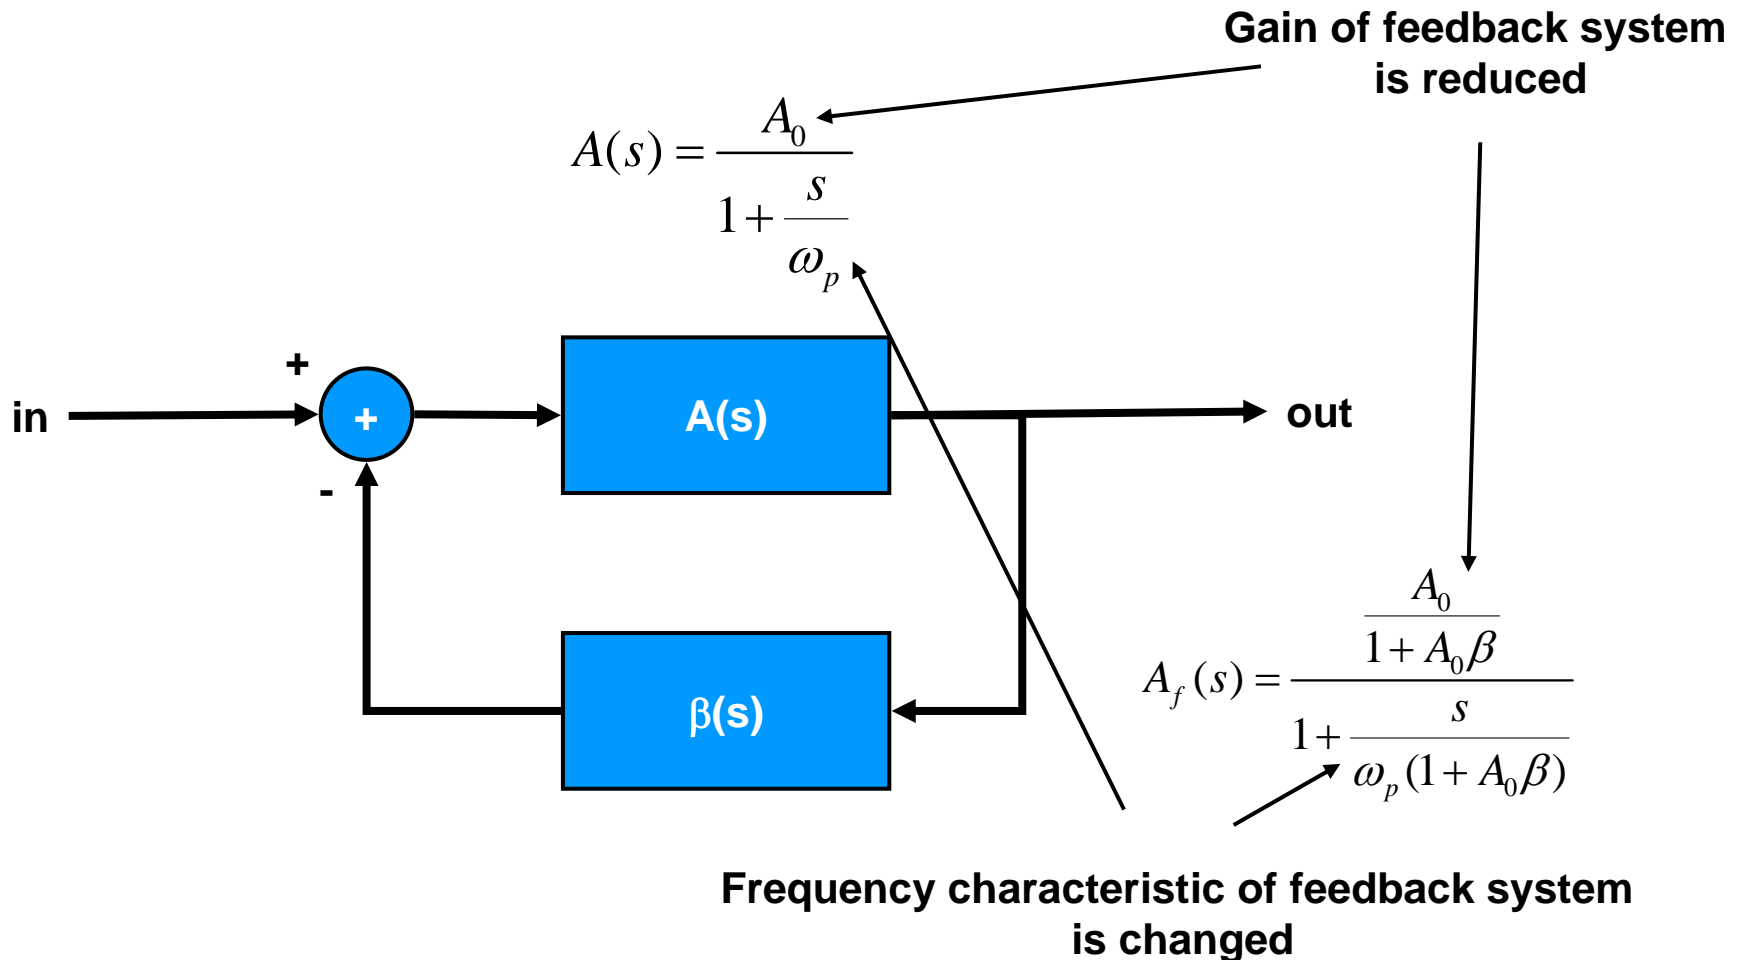 Gain of feedback system
is reduced
A(s) = A₀ / (1 + s/ωₚ)
in
+
+
-
A(s)
out
β(s)
A_f(s) = (A₀ / (1 + A₀β)) / (1 + s / (ωₚ(1 + A₀β)))
Frequency characteristic of feedback system
is changed